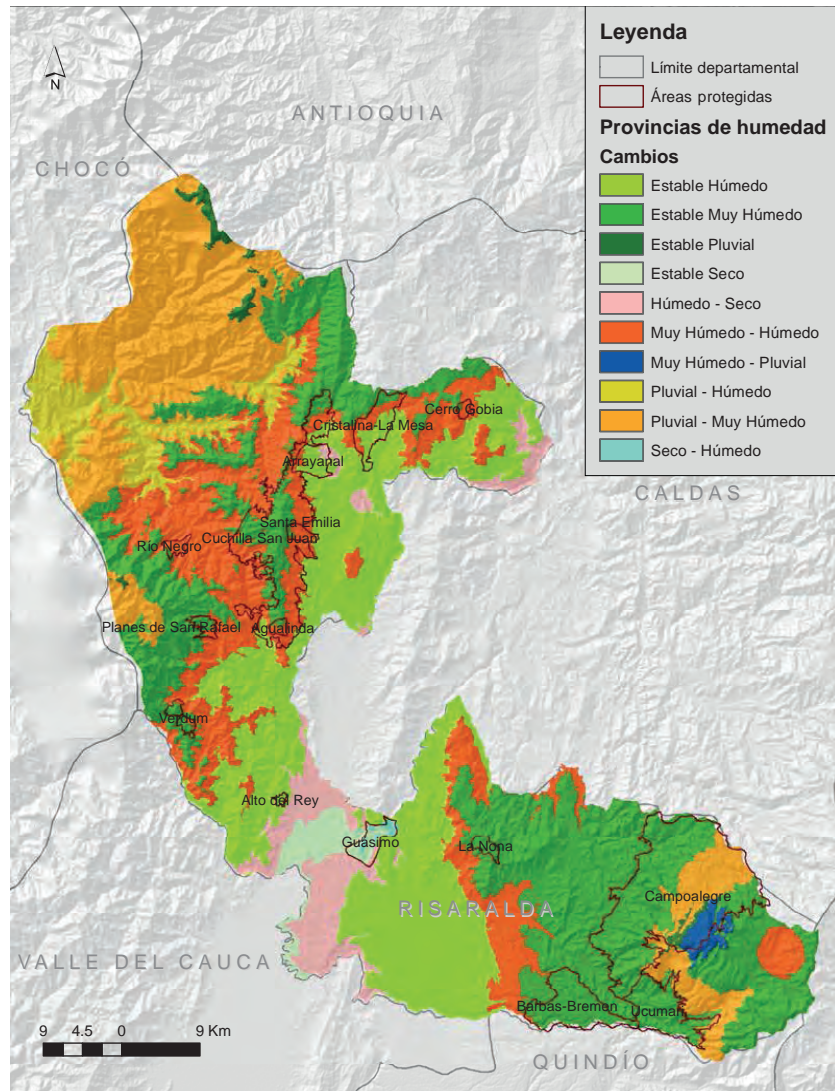 Leyenda
Límite departamental
Áreas protegidas
Provincias de humedad
Cambios
Estable Húmedo
Estable Muy Húmedo
Estable Pluvial
Estable Seco
Húmedo - Seco
Muy Húmedo - Húmedo
Muy Húmedo - Pluvial
Pluvial - Húmedo
Pluvial - Muy Húmedo
Seco - Húmedo
N
ANTIOQUIA
CHOCÓ
Cerro Gobia
Cristalina-La Mesa
Arrayanal
CALDAS
Santa Emilia
Cuchilla San Juan
Río Negro
Planes de San Rafael
Agualinda
Verdum
Alto del Rey
Guásimo
La Nona
Campoalegre
RISARALDA
VALLE DEL CAUCA
Barbas-Bremen
Ucumarí
9 4.5 0 9 Km
QUINDÍO